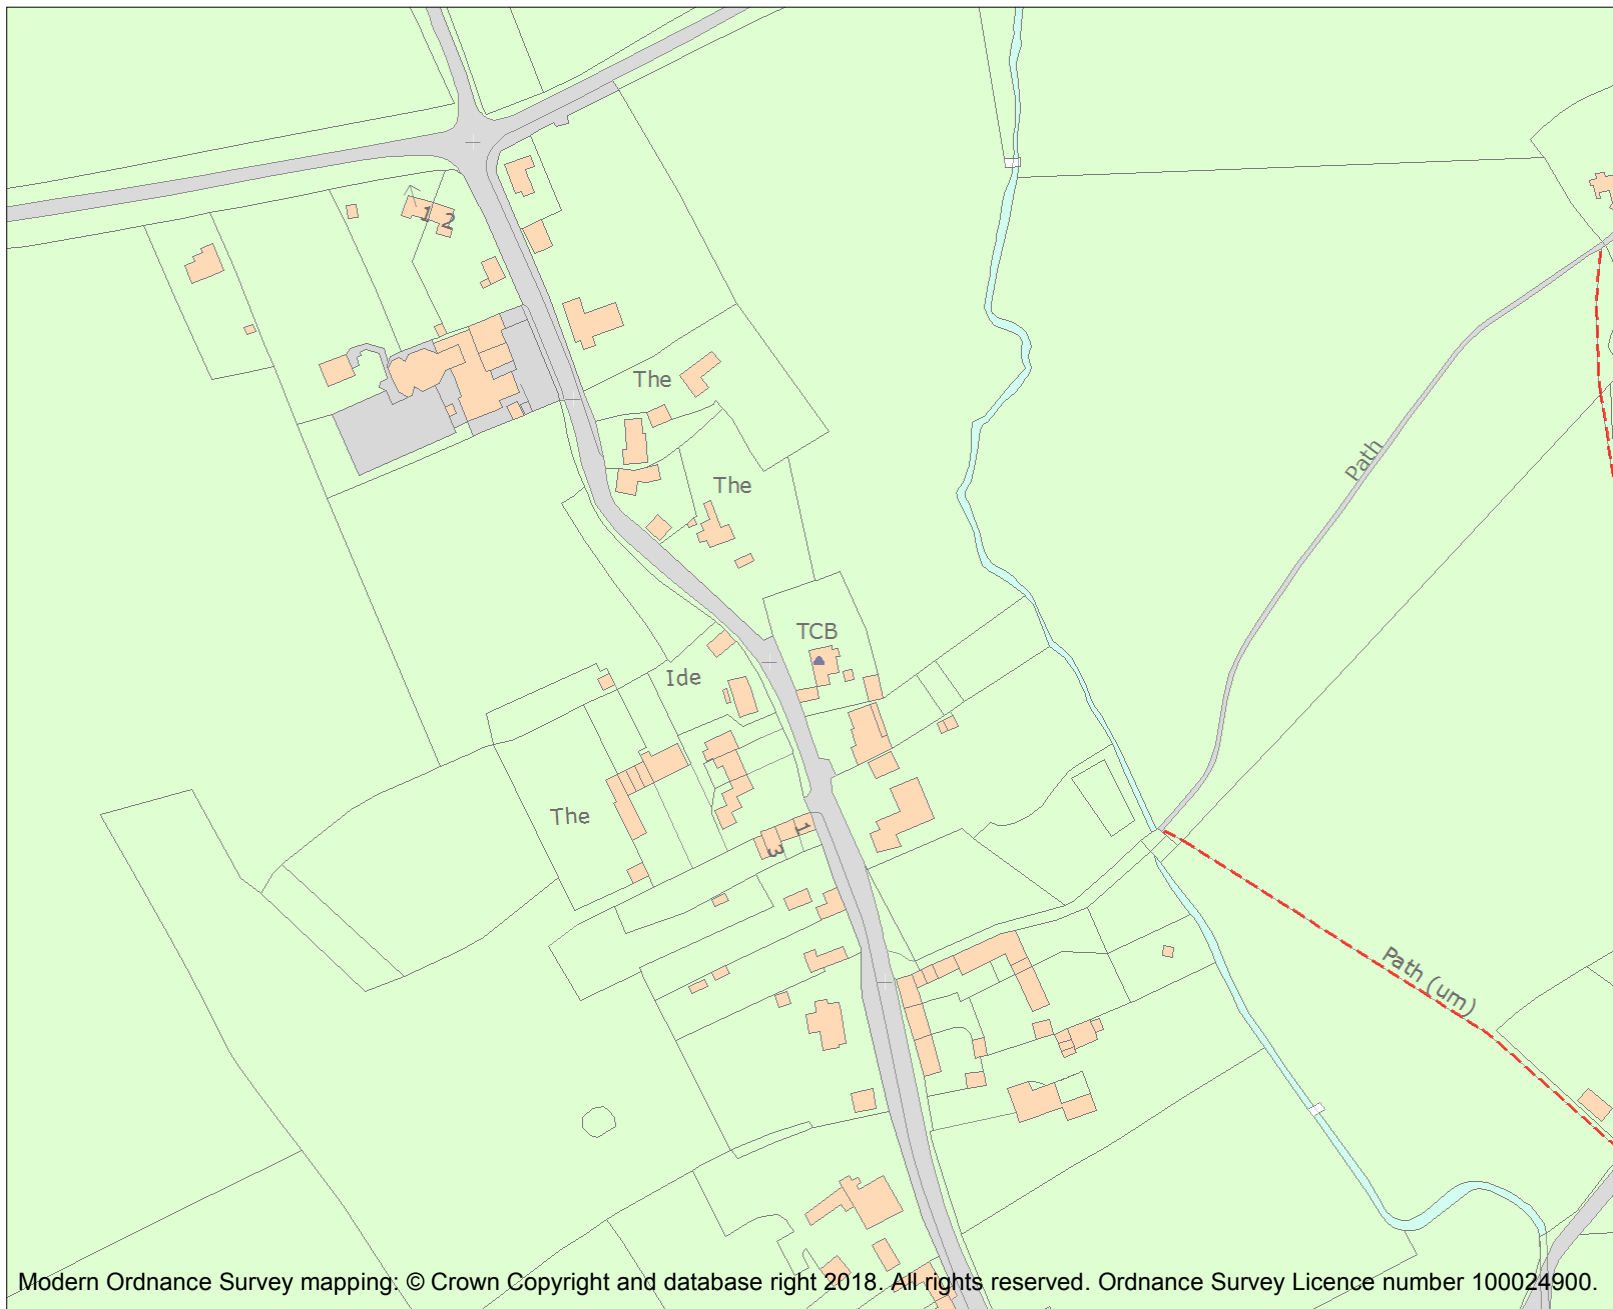 1 2
The
Path
The
TCB
Ide
The
1
3
Path (um)
Modern Ordnance Survey mapping: © Crown Copyright and database right 2018. All rights reserved. Ordnance Survey Licence number 100024900.